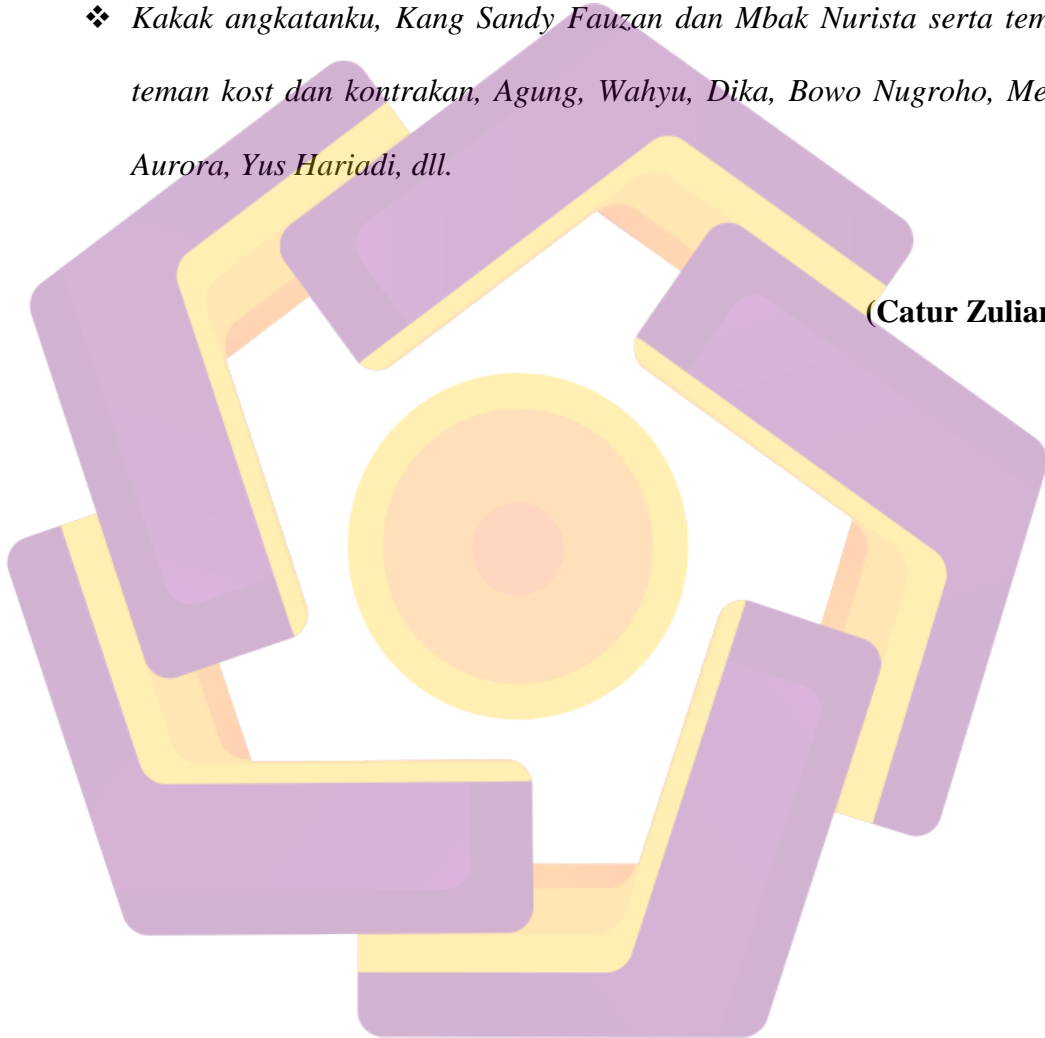 ❖ Kakak angkatanku, Kang Sandy Fauzan dan Mbak Nurista serta tem
teman kost dan kontrakan, Agung, Wahyu, Dika, Bowo Nugroho, Me
Aurora, Yus Hariadi, dll.
(Catur Zulian